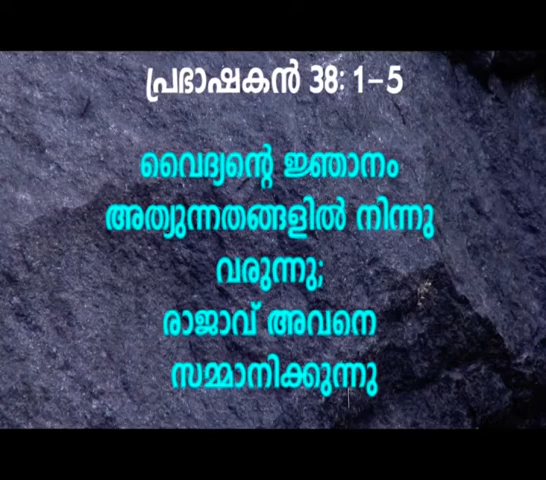 പ്രഭാഷകൻ 38: 1-5
വൈദ്യന്റെ ജ്ഞാനം
അത്യുന്നതങ്ങളിൽ നിന്നു
വരുന്നു;
രാജാവ് അവനെ
സമ്മാനിക്കുന്നു